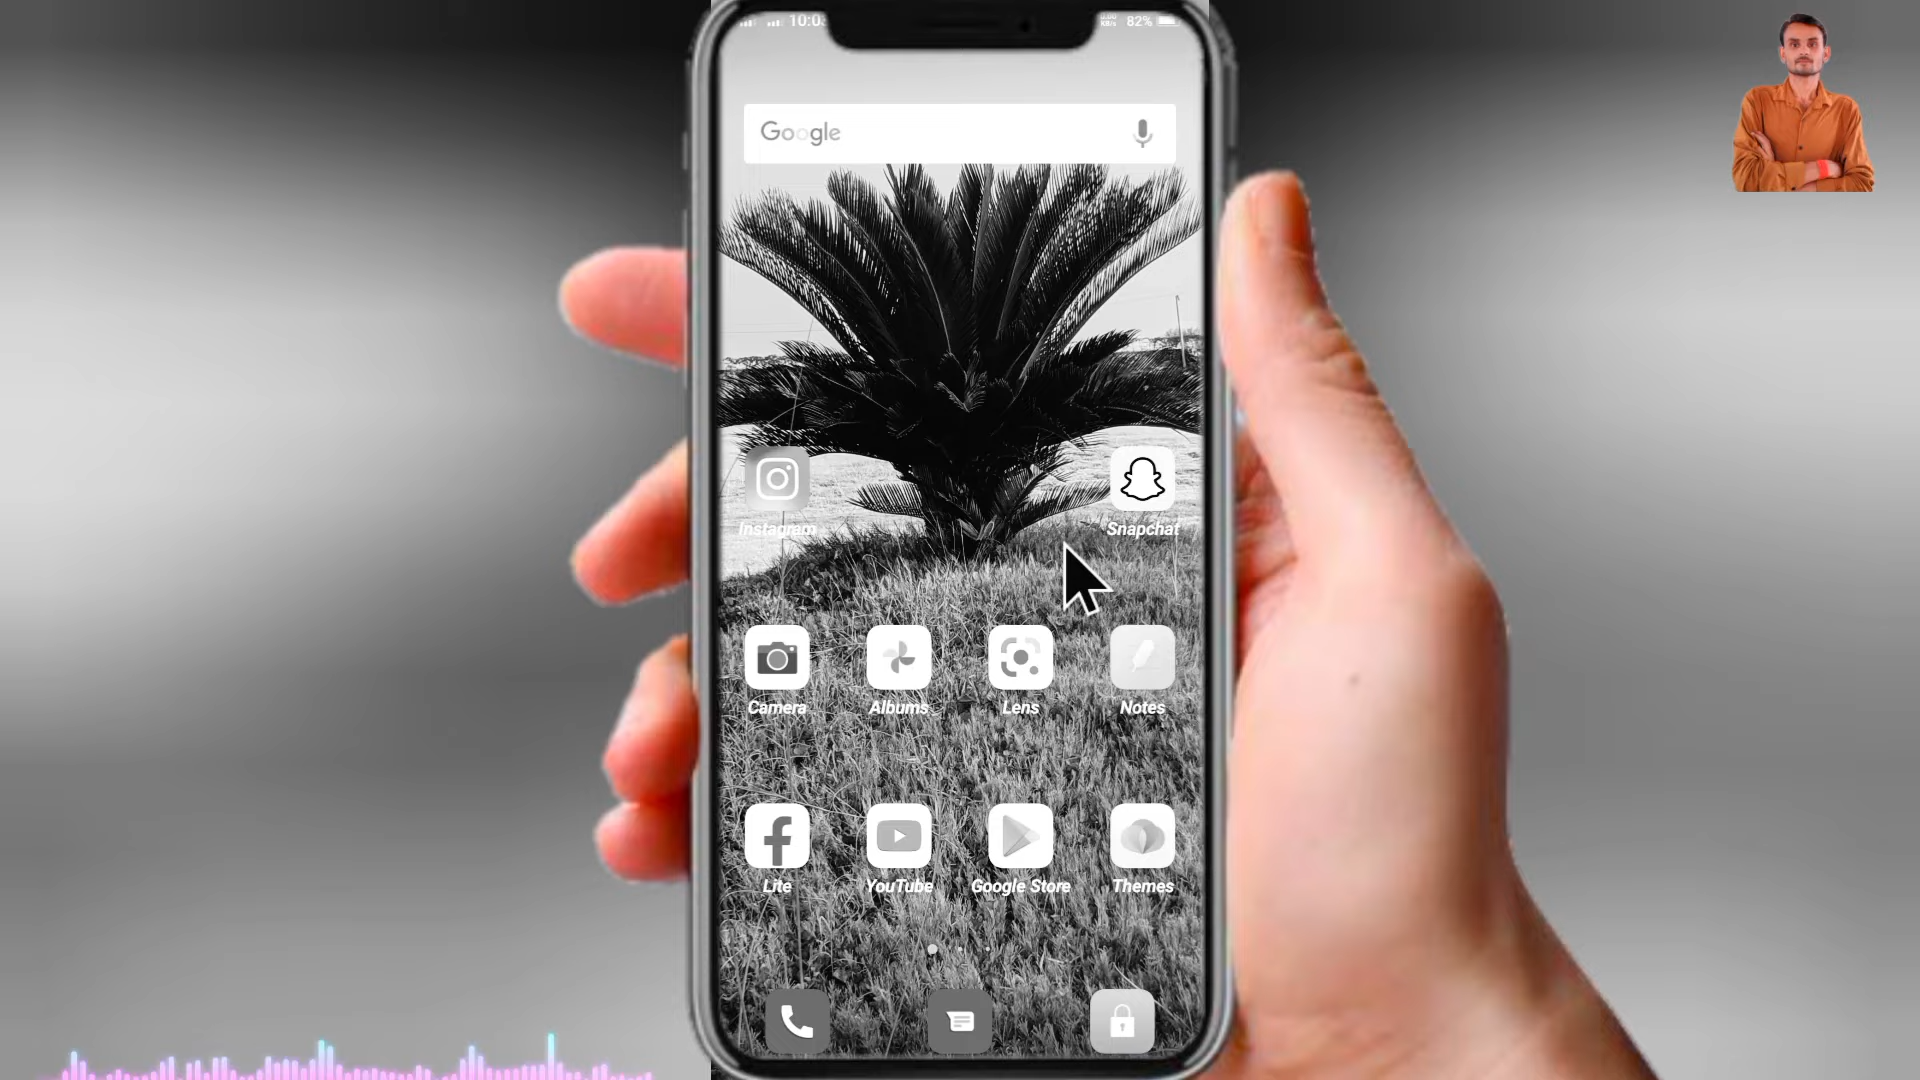 10:0
82%
Google
Instagram
Snapchat
Camera
Albums
Lens
Notes
Lite
YouTube
Google Store
Themes